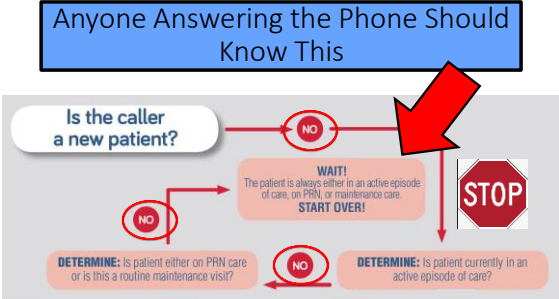 Anyone Answering the Phone Should
Know This
Is the caller
a new patient?
NO
WAIT!
The patient is always either in an active episode
of care, on PRN, or maintenance care.
START OVER!
STOP
NO
DETERMINE: Is patient either on PRN care
or is this a routine maintenance visit?
NO
DETERMINE: Is patient currently in an
active episode of care?